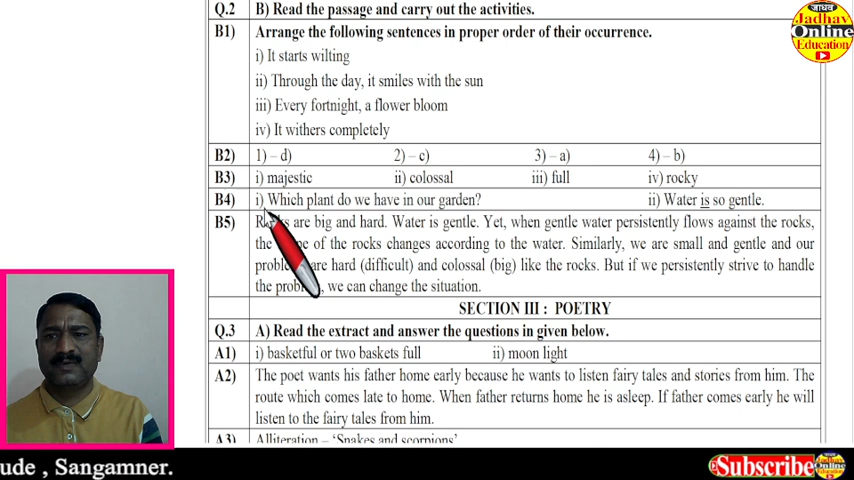 Q.2 B) Read the passage and carry out the activities.
B1) Arrange the following sentences in proper order of their occurrence.
i) It starts wilting
ii) Through the day, it smiles with the sun
iii) Every fortnight, a flower bloom
iv) It withers completely
B2) 1) – d) 2) – c) 3) – a) 4) – b)
B3) i) majestic ii) colossal iii) full iv) rocky
B4) i) Which plant do we have in our garden? ii) Water is so gentle.
B5) Rocks are big and hard. Water is gentle. Yet, when gentle water persistently flows against the rocks,
the of the rocks changes according to the water. Similarly, we are small and gentle and our
are hard (difficult) and colossal (big) like the rocks. But if we persistently strive to handle
the we can change the situation.
SECTION III : POETRY
Q.3 A) Read the extract and answer the questions in given below.
A1) i) basketful or two baskets full ii) moon light
A2) The poet wants his father home early because he wants to listen fairy tales and stories from him. The
route which comes late to home. When father returns home he is asleep. If father comes early he will
listen to the fairy tales from him.
A3) Alliteration – 'Snakes and scorpions'
जाधव
Jadhav
Online
Education
ude , Sangamner.
Subscribe
Jadhav
Online
Education